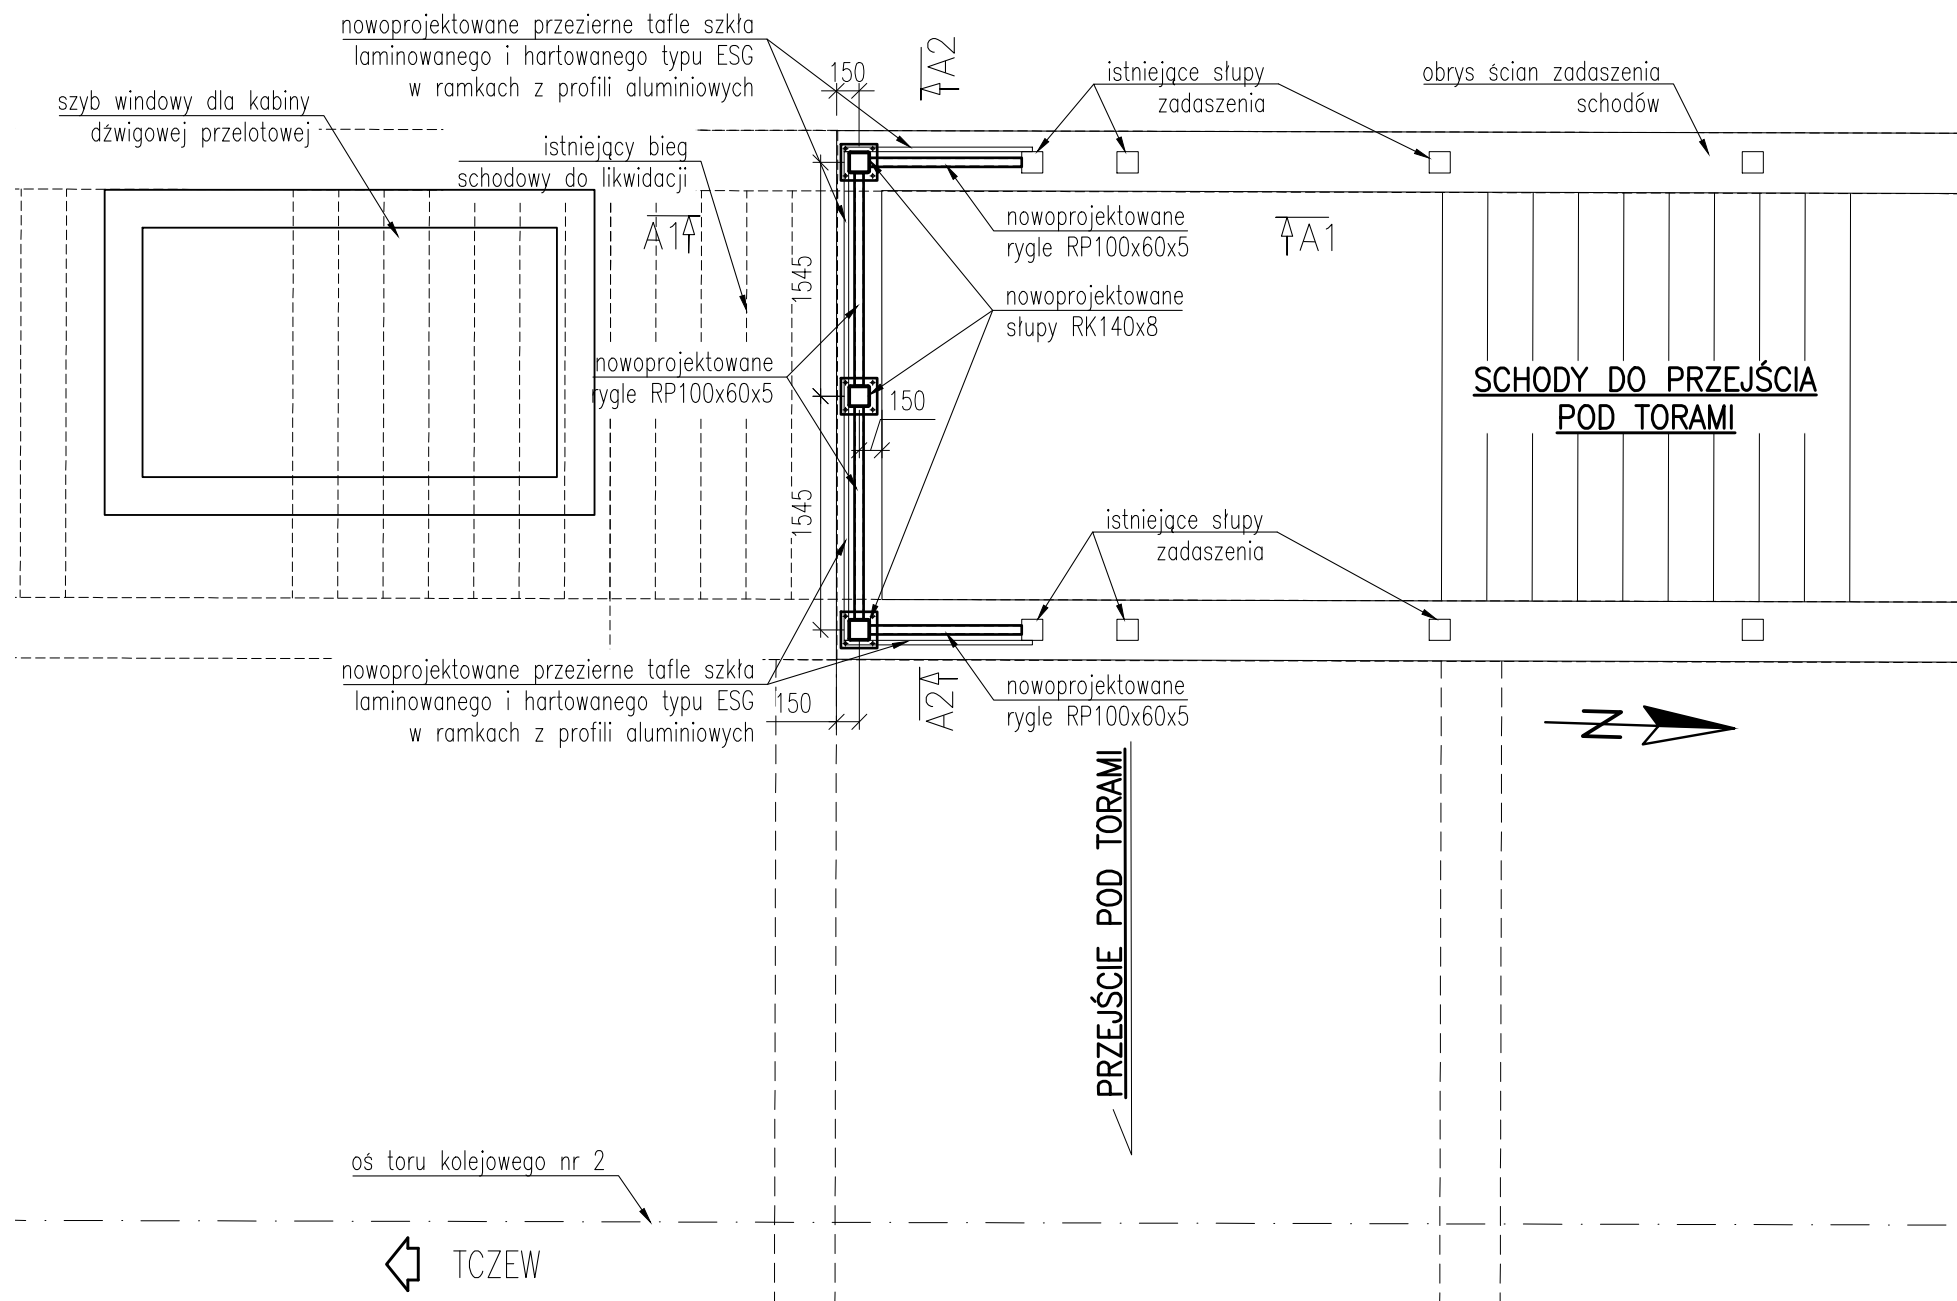 nowoprojektowane przezierne tafle szkła
laminowanego i hartowanego typu ESG
w ramkach z profili aluminiowych
150
A2
istniejące słupy
zadaszenia
obrys ścian zadaszenia
schodów
szyb windowy dla kabiny
dźwigowej przelotowej
istniejący bieg
schodowy do likwidacji
A1
nowoprojektowane
rygle RP100x60x5
A1
1545
nowoprojektowane
słupy RK140x8
nowoprojektowane
rygle RP100x60x5
150
SCHODY DO PRZEJŚCIA
POD TORAMI
1545
istniejące słupy
zadaszenia
nowoprojektowane przezierne tafle szkła
laminowanego i hartowanego typu ESG
w ramkach z profili aluminiowych
150
A2
nowoprojektowane
rygle RP100x60x5
N
PRZEJŚCIE POD TORAMI
oś toru kolejowego nr 2
TCZEW